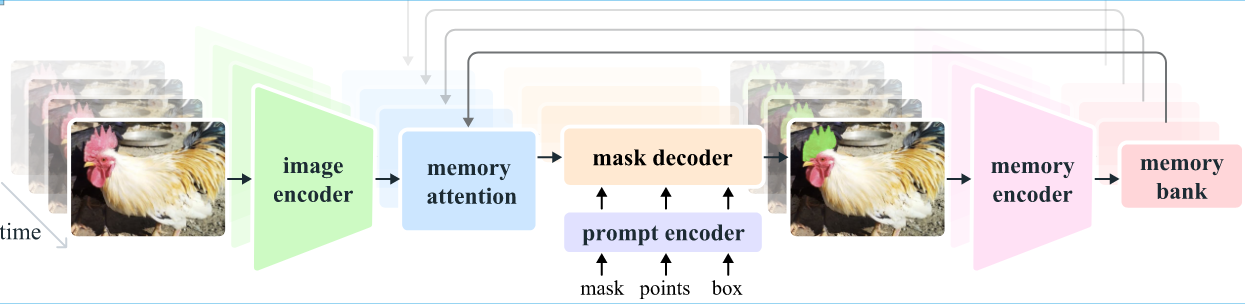 time
image
encoder
memory
attention
mask decoder
prompt encoder
mask points box
memory
encoder
memory
bank